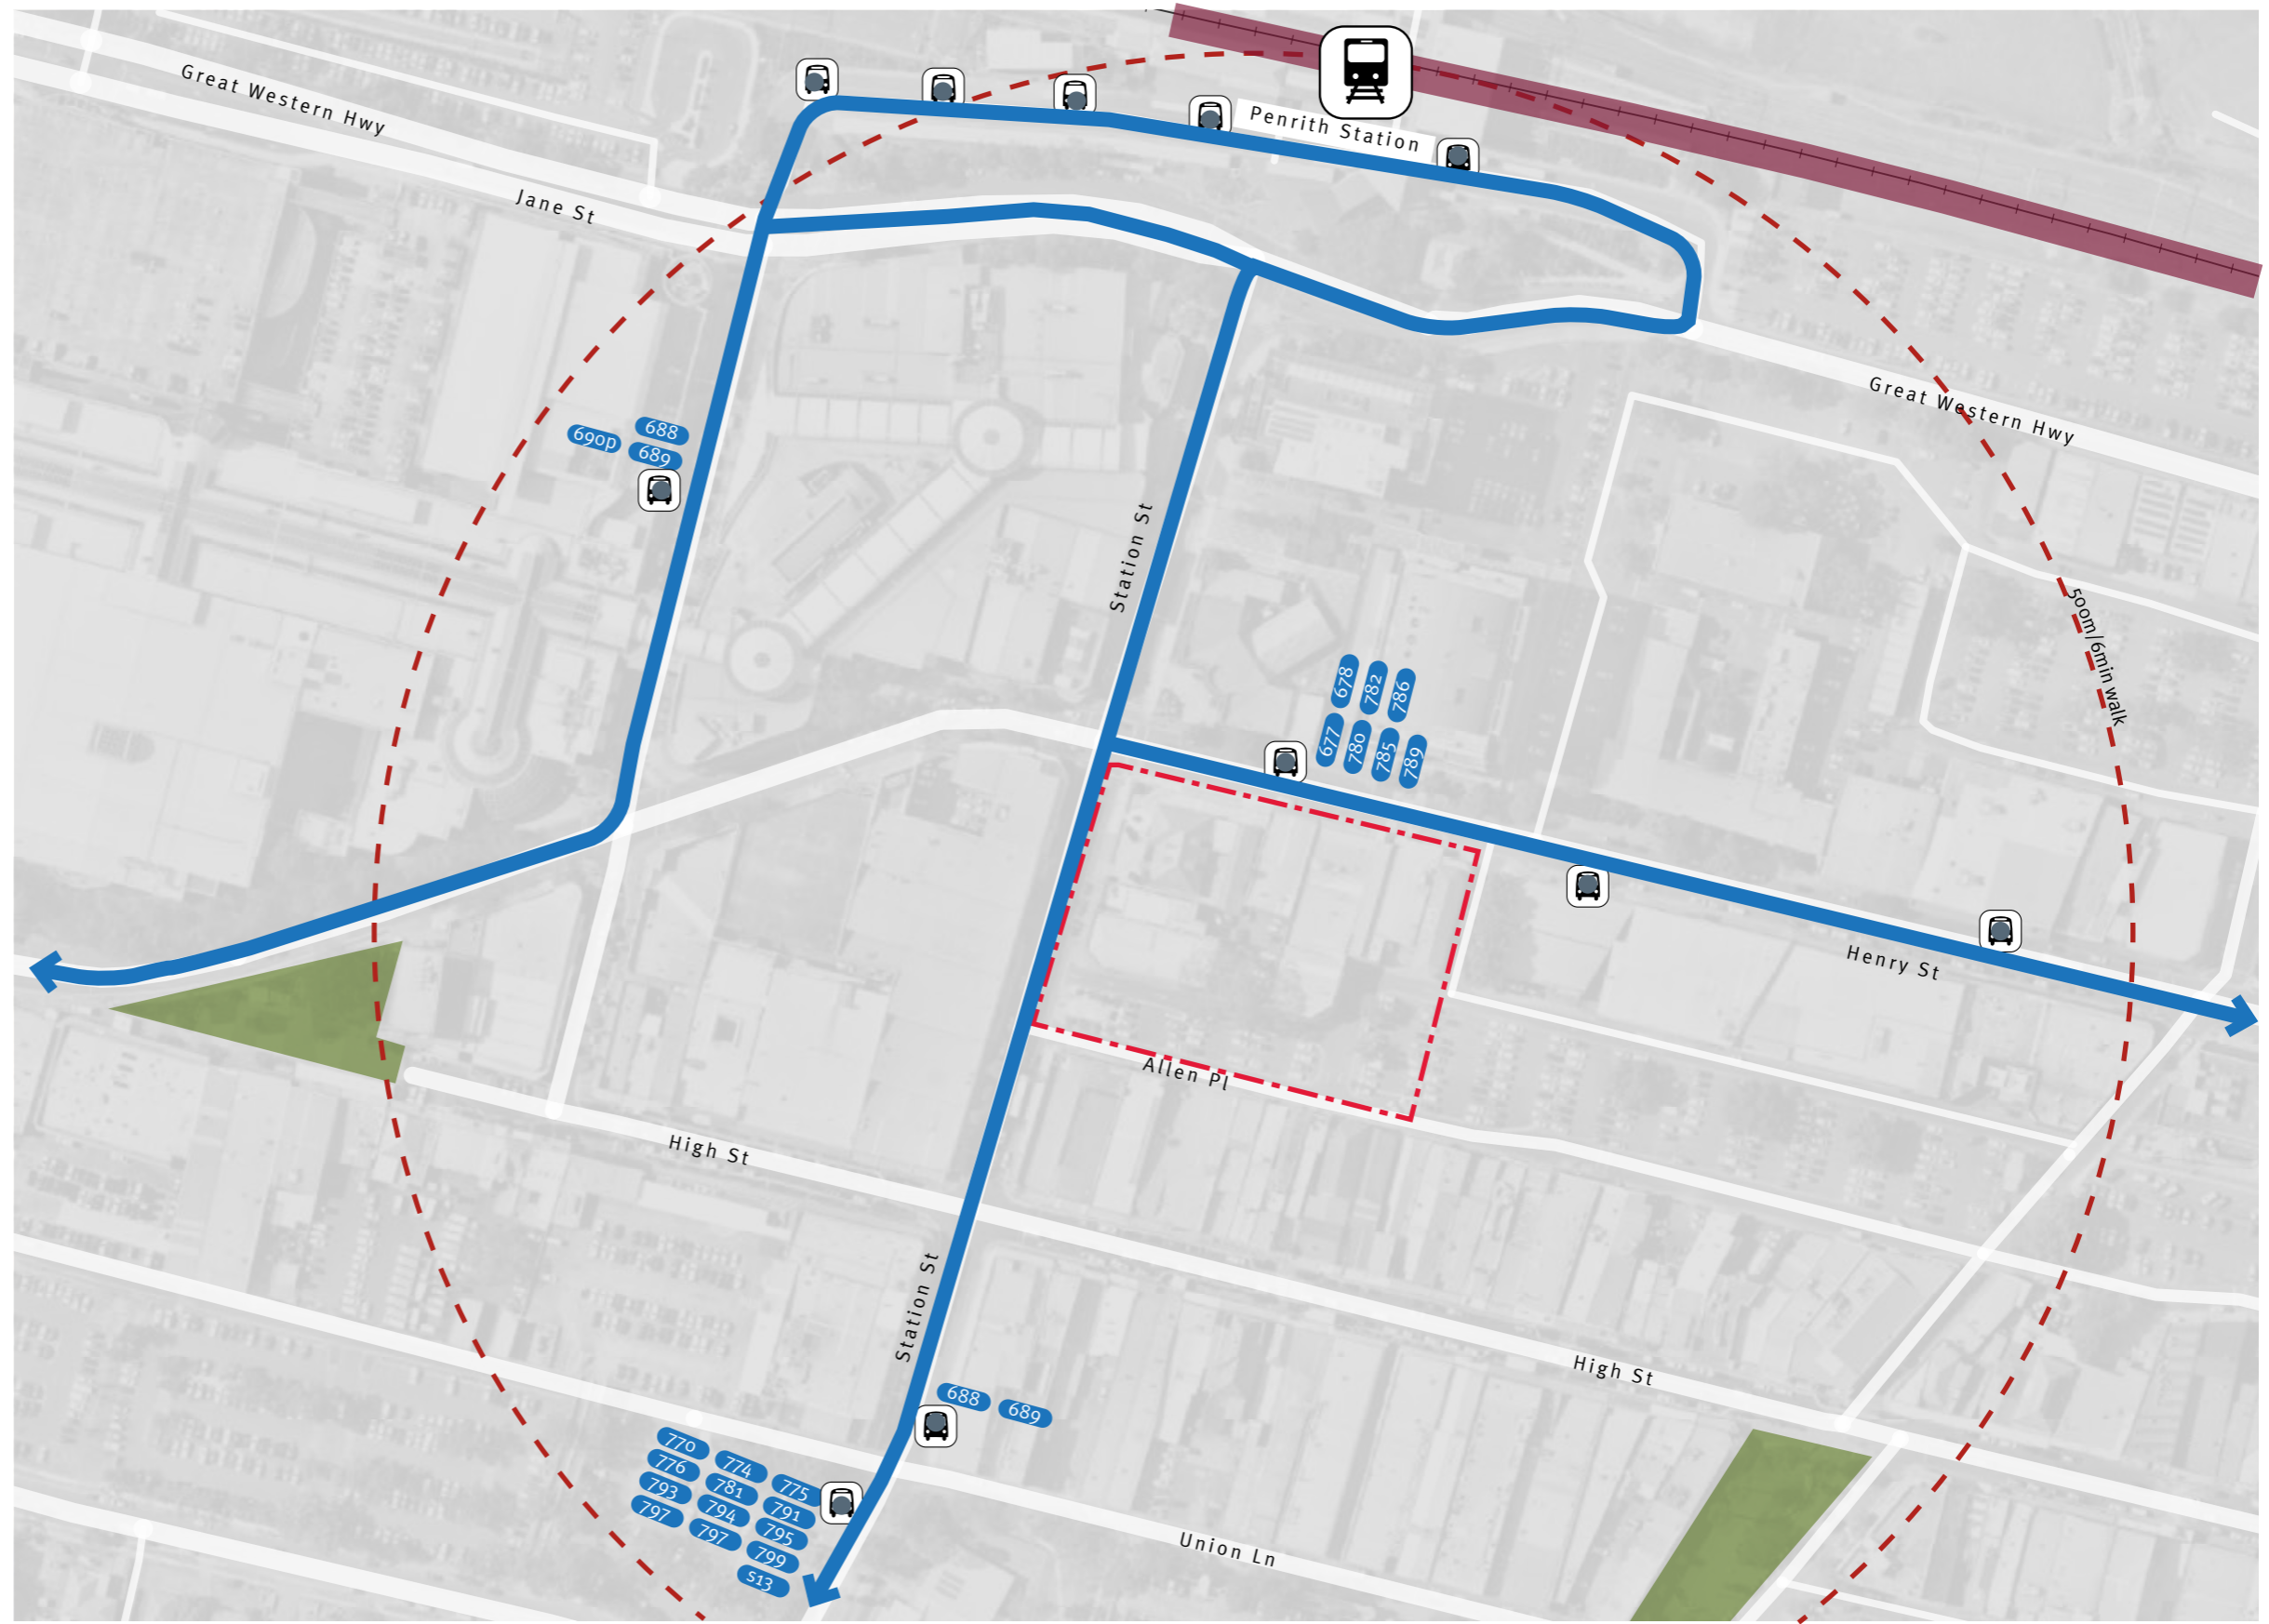 Great Western Hwy
Penrith Station
Jane St
Great Western Hwy
688
690p
689
Station St
500m/6min walk
678
782
786
677
780
785
789
Henry St
Allen Pl
High St
Station St
High St
688
689
770
774
775
776
781
791
793
794
795
797
797
799
S13
Union Ln